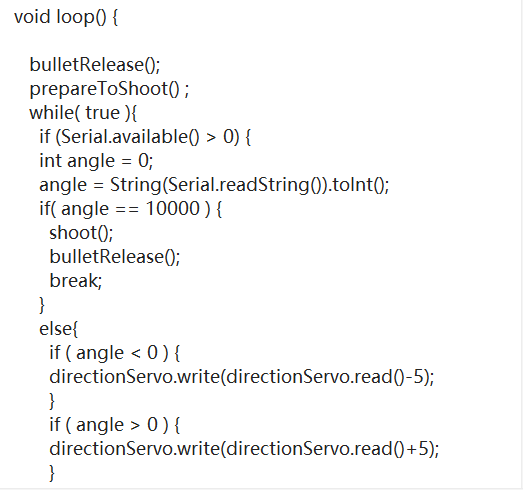 void loop() {
bulletRelease();
prepareToShoot() ;
while( true ){
if (Serial.available() > 0) {
int angle = 0;
angle = String(Serial.readString()).toInt();
if( angle == 10000 ) {
shoot();
bulletRelease();
break;
}
else{
if ( angle < 0 ) {
directionServo.write(directionServo.read()-5);
}
if ( angle > 0 ) {
directionServo.write(directionServo.read()+5);
}